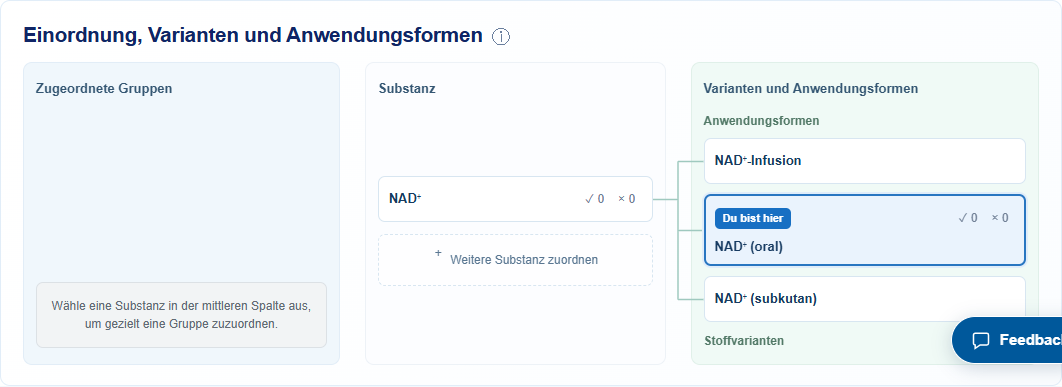 Einordnung, Varianten und Anwendungsformen ⓘ
Zugeordnete Gruppen
Wähle eine Substanz in der mittleren Spalte aus,
um gezielt eine Gruppe zuzuordnen.
Substanz
NAD⁺ ✓ 0 × 0
+ Weitere Substanz zuordnen
Varianten und Anwendungsformen
Anwendungsformen
NAD⁺-Infusion
Du bist hier ✓ 0 × 0
NAD⁺ (oral)
NAD⁺ (subkutan)
Stoffvarianten